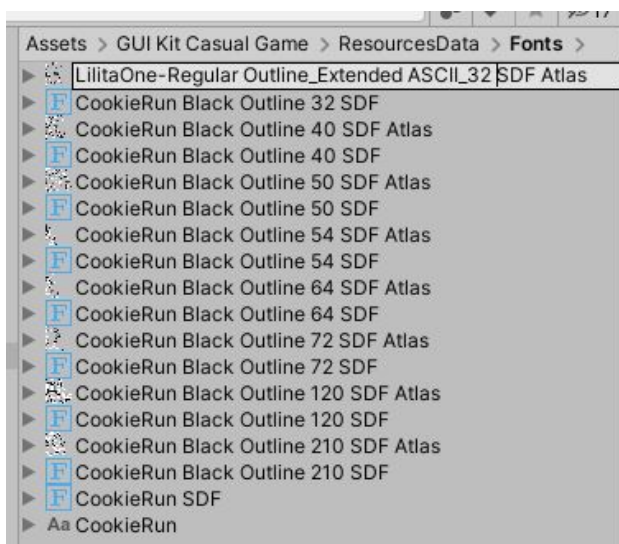 Assets > GUI Kit Casual Game > ResourcesData > Fonts >
LilitaOne-Regular Outline_Extended ASCII_32 SDF Atlas
CookieRun Black Outline 32 SDF
CookieRun Black Outline 40 SDF Atlas
CookieRun Black Outline 40 SDF
CookieRun Black Outline 50 SDF Atlas
CookieRun Black Outline 50 SDF
CookieRun Black Outline 54 SDF Atlas
CookieRun Black Outline 54 SDF
CookieRun Black Outline 64 SDF Atlas
CookieRun Black Outline 64 SDF
CookieRun Black Outline 72 SDF Atlas
CookieRun Black Outline 72 SDF
CookieRun Black Outline 120 SDF Atlas
CookieRun Black Outline 120 SDF
CookieRun Black Outline 210 SDF Atlas
CookieRun Black Outline 210 SDF
CookieRun SDF
Aa CookieRun